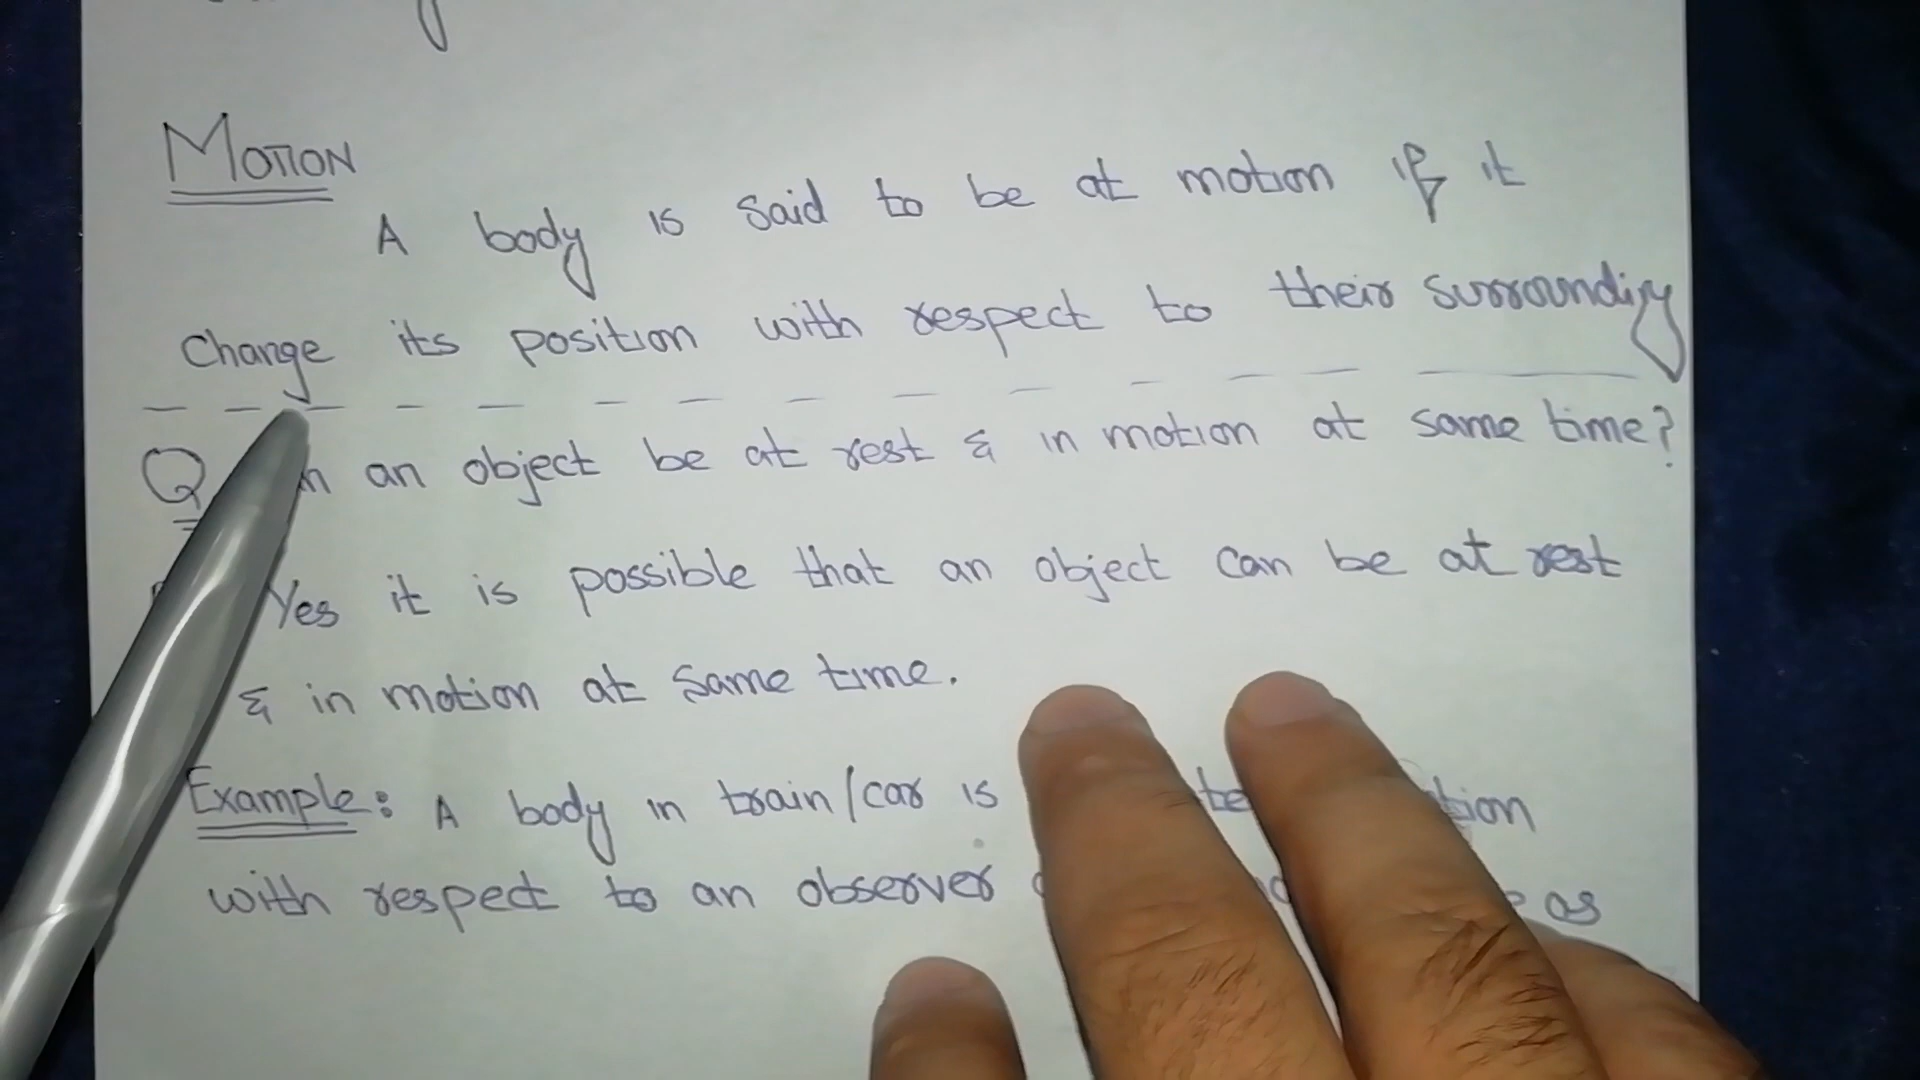 MOTION
A body is said to be at motion if it
Change its position with respect to their surrounding
Q an object be at rest & in motion at same time?
Yes it is possible that an object can be at rest
& in motion at same time.
Example: A body in train/car is
with respect to an observer as